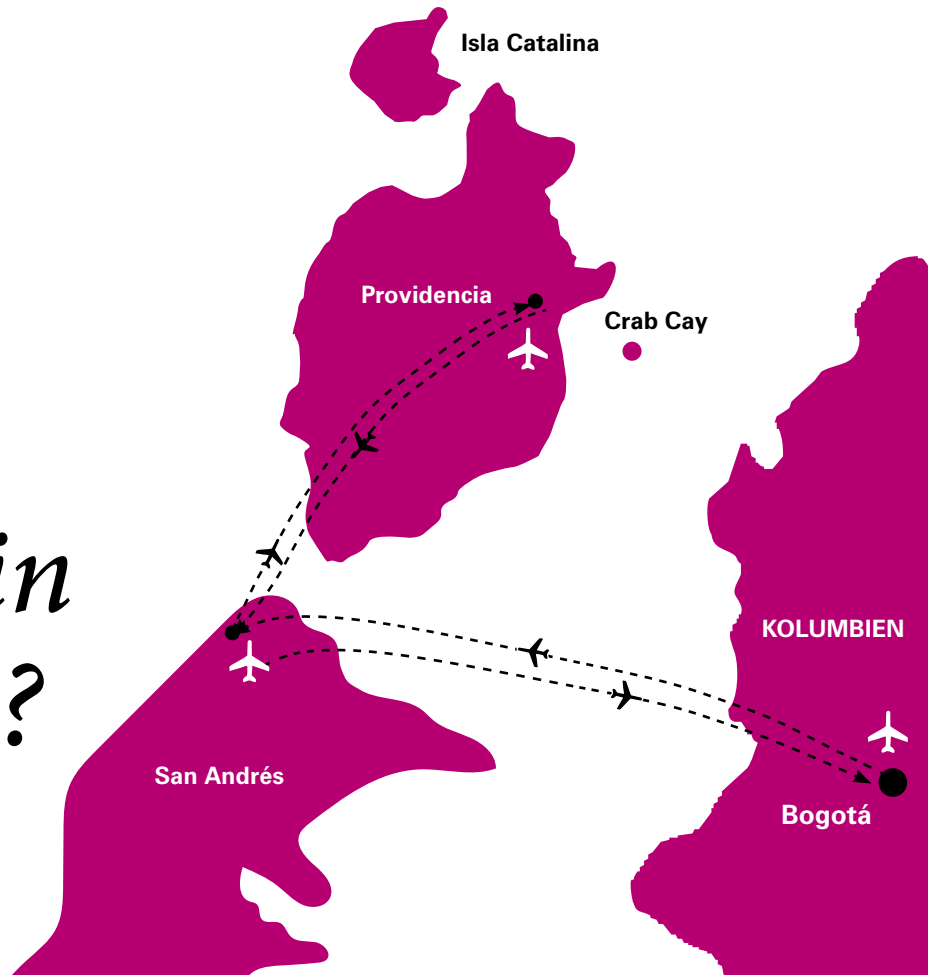 Isla Catalina
Providencia
Crab Cay
in
?
KOLUMBIEN
San Andrés
Bogotá